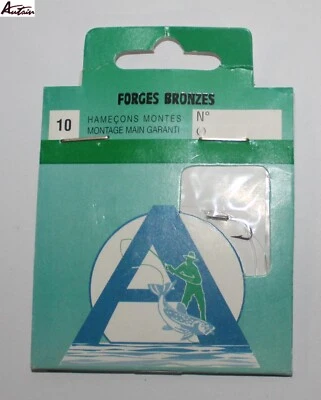 Autain
FORGES BRONZES
10
HAMEÇONS MONTES
MONTAGE MAIN GARANTI
N°
A